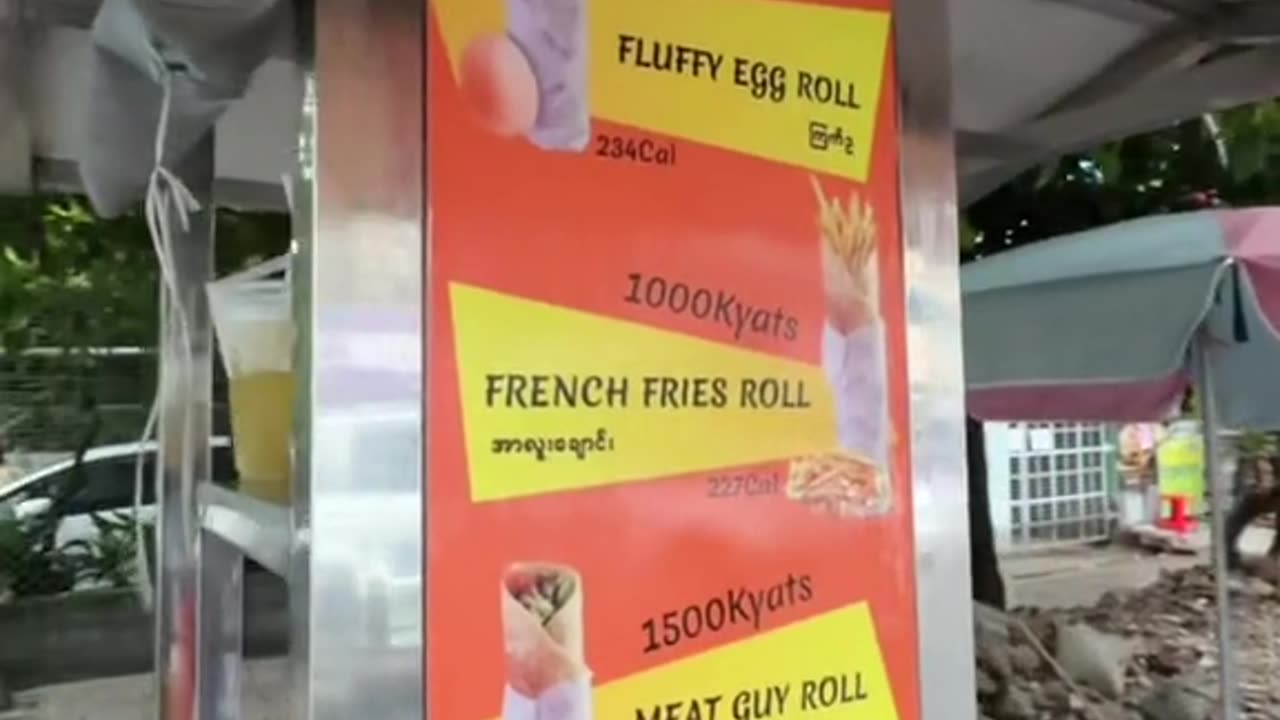 FLUFFY EGG ROLL
ကြက်ဥ
234Cal
1000Kyats
FRENCH FRIES ROLL
အာလူးချောင်း
227Cal
1500Kyats
MEAT GUY ROLL